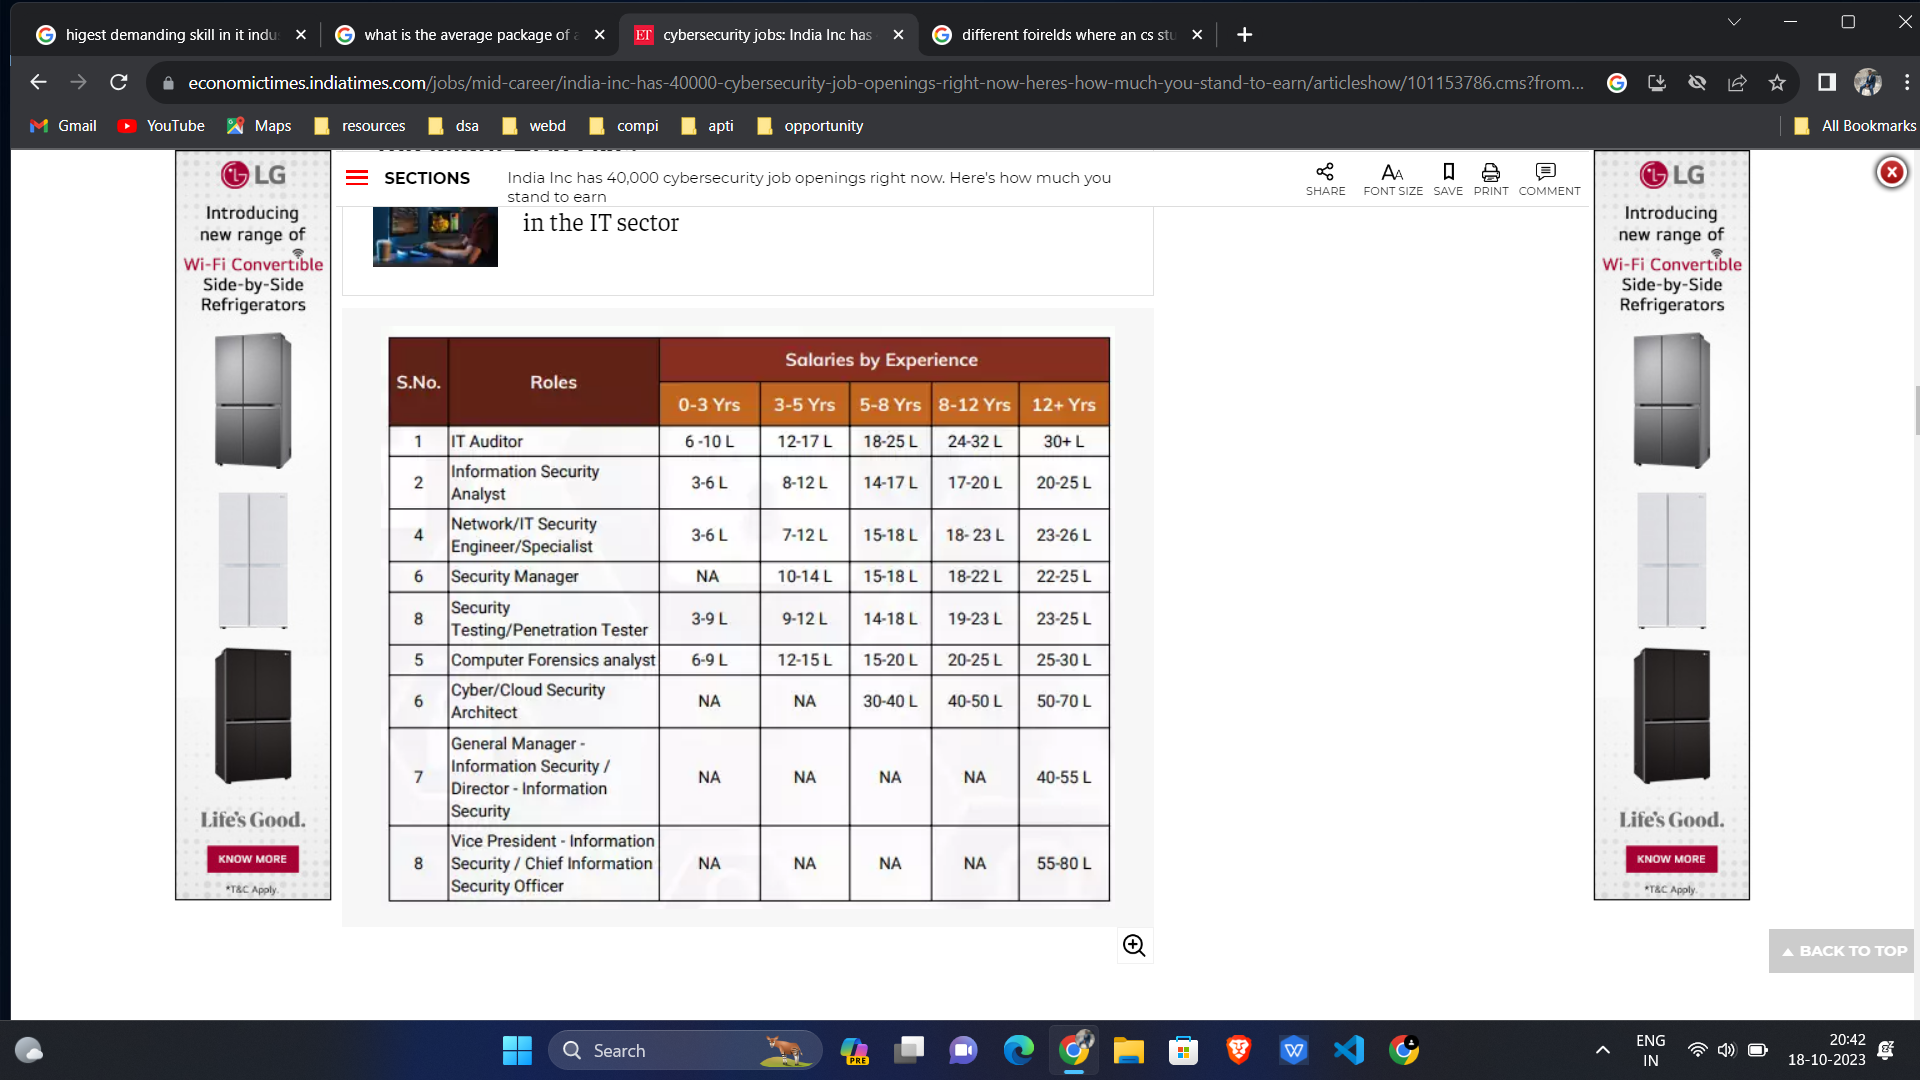 higest demanding skill in it indu
what is the average package of a
ET cybersecurity jobs: India Inc has
different foirelds where an cs stu
economictimes.indiatimes.com/jobs/mid-career/india-inc-has-40000-cybersecurity-job-openings-right-now-heres-how-much-you-stand-to-earn/articleshow/101153786.cms?from...
Gmail YouTube Maps resources dsa webd compi apti opportunity All Bookmarks
SECTIONS
India Inc has 40,000 cybersecurity job openings right now. Here's how much you
stand to earn
SHARE FONT SIZE SAVE PRINT COMMENT
in the IT sector
LG
Introducing
new range of
Wi-Fi Convertible
Side-by-Side
Refrigerators
Life's Good.
KNOW MORE
*T&C Apply.
S.No. Roles Salaries by Experience
0-3 Yrs 3-5 Yrs 5-8 Yrs 8-12 Yrs 12+ Yrs
1 IT Auditor 6 -10 L 12-17 L 18-25 L 24-32 L 30+ L
2 Information Security
Analyst 3-6 L 8-12 L 14-17 L 17-20 L 20-25 L
4 Network/IT Security
Engineer/Specialist 3-6 L 7-12 L 15-18 L 18- 23 L 23-26 L
6 Security Manager NA 10-14 L 15-18 L 18-22 L 22-25 L
8 Security
Testing/Penetration Tester 3-9 L 9-12 L 14-18 L 19-23 L 23-25 L
5 Computer Forensics analyst 6-9 L 12-15 L 15-20 L 20-25 L 25-30 L
6 Cyber/Cloud Security
Architect NA NA 30-40 L 40-50 L 50-70 L
7 General Manager -
Information Security /
Director - Information
Security NA NA NA NA 40-55 L
8 Vice President - Information
Security / Chief Information
Security Officer NA NA NA NA 55-80 L
LG
Introducing
new range of
Wi-Fi Convertible
Side-by-Side
Refrigerators
Life's Good.
KNOW MORE
*T&C Apply.
BACK TO TOP
Search
PRE
ENG
IN
20:42
18-10-2023